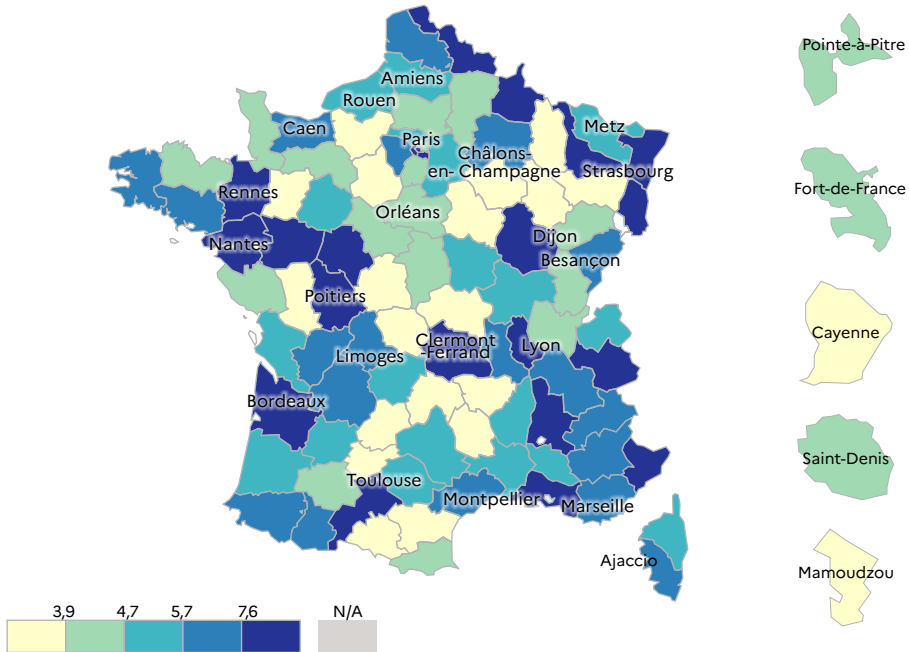 Pointe-à-Pitre
Amiens
Rouen
Caen
Paris
Metz
Châlons-
en- Champagne
Strasbourg
Rennes
Fort-de-France
Orléans
Nantes
Dijon
Besançon
Poitiers
Cayenne
Clermont
-Ferrand
Lyon
Limoges
Bordeaux
Saint-Denis
Toulouse
Montpellier
Marseille
Ajaccio
Mamoudzou
3,9 4,7 5,7 7,6 N/A